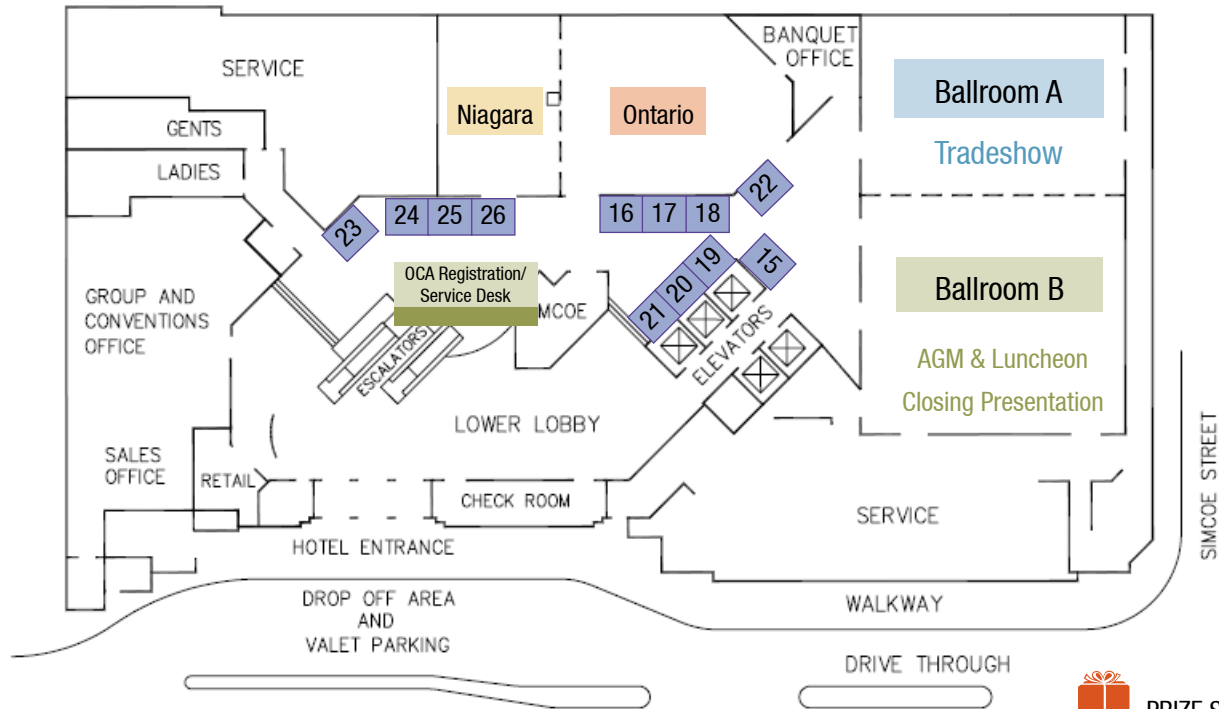 SERVICE
BANQUET
OFFICE
GENTS
LADIES
Niagara
Ontario
Ballroom A
Tradeshow
22
23
24 25 26
16 17 18
15
19
20
21
OCA Registration/
Service Desk
MCOE
ESCALATORS
ELEVATORS
GROUP AND
CONVENTIONS
OFFICE
Ballroom B
AGM & Luncheon
Closing Presentation
LOWER LOBBY
SALES
OFFICE
RETAIL
CHECK ROOM
SERVICE
SIMCOE STREET
HOTEL ENTRANCE
DROP OFF AREA
AND
VALET PARKING
WALKWAY
DRIVE THROUGH
PRIZE S